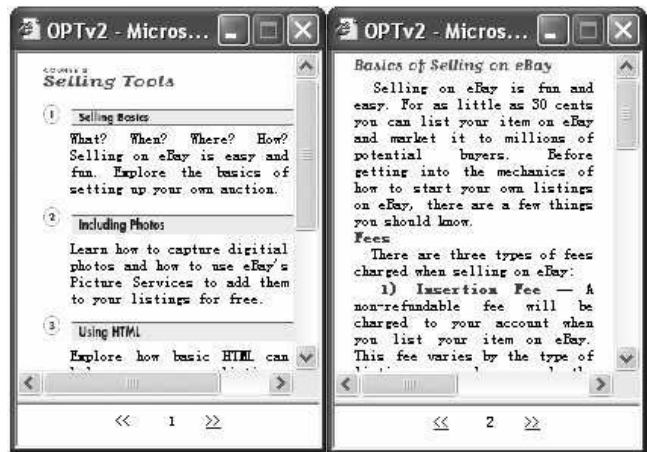 OPTv2 - Micros...
COURSE 2
Selling Tools
1 Selling Basics
What? When? Where? How?
Selling on eBay is easy and
fun. Explore the basics of
setting up your own auction.
2 Including Photos
Learn how to capture digitial
photos and how to use eBay's
Picture Services to add them
to your listings for free.
3 Using HTML
Explore how basic HTML can
<< 1 >>
OPTv2 - Micros...
Basics of Selling on eBay
Selling on eBay is fun and
easy. For as little as 30 cents
you can list your item on eBay
and market it to millions of
potential buyers. Before
getting into the mechanics of
how to start your own listings
on eBay, there are a few things
you should know.
Fees
There are three types of fees
charged when selling on eBay:
1) Insertion Fee — A
non-refundable fee will be
charged to your account when
you list your item on eBay.
This fee varies by the type of
<< 2 >>